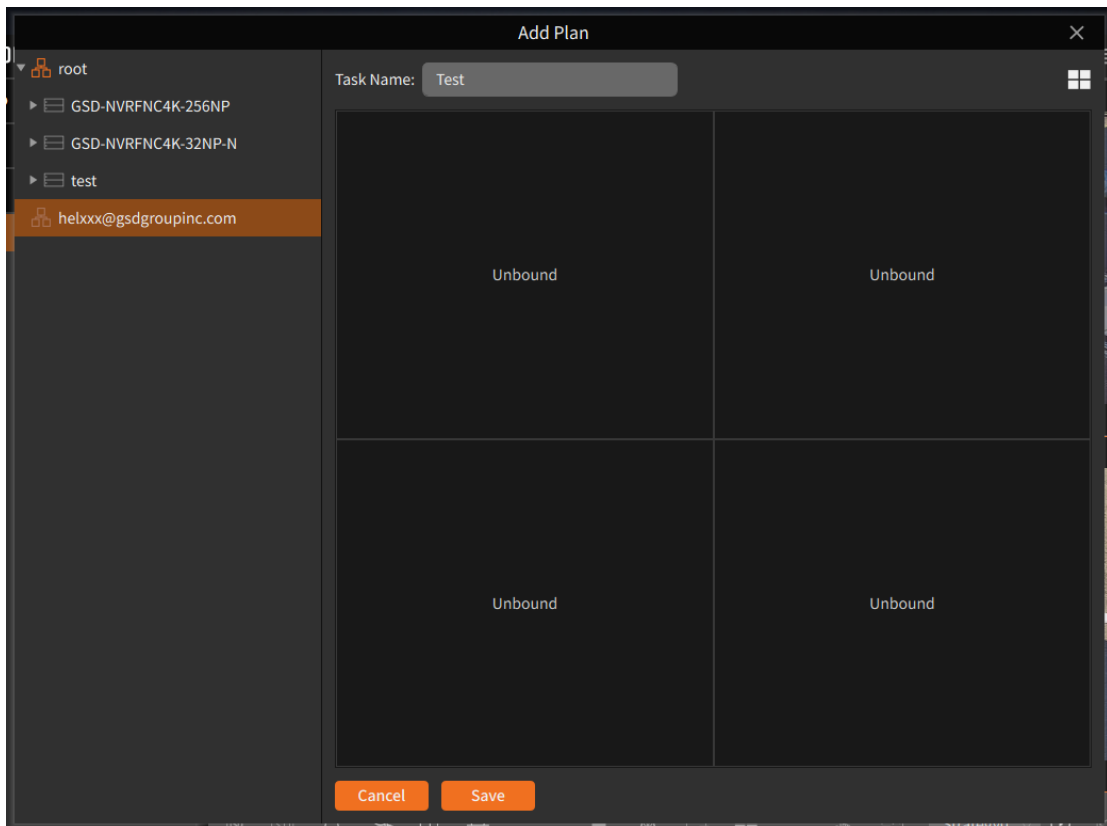 Add Plan
root
GSD-NVRFNC4K-256NP
GSD-NVRFNC4K-32NP-N
test
helxxx@gsdgroupinc.com
Task Name: Test
Unbound Unbound
Unbound Unbound
Cancel Save